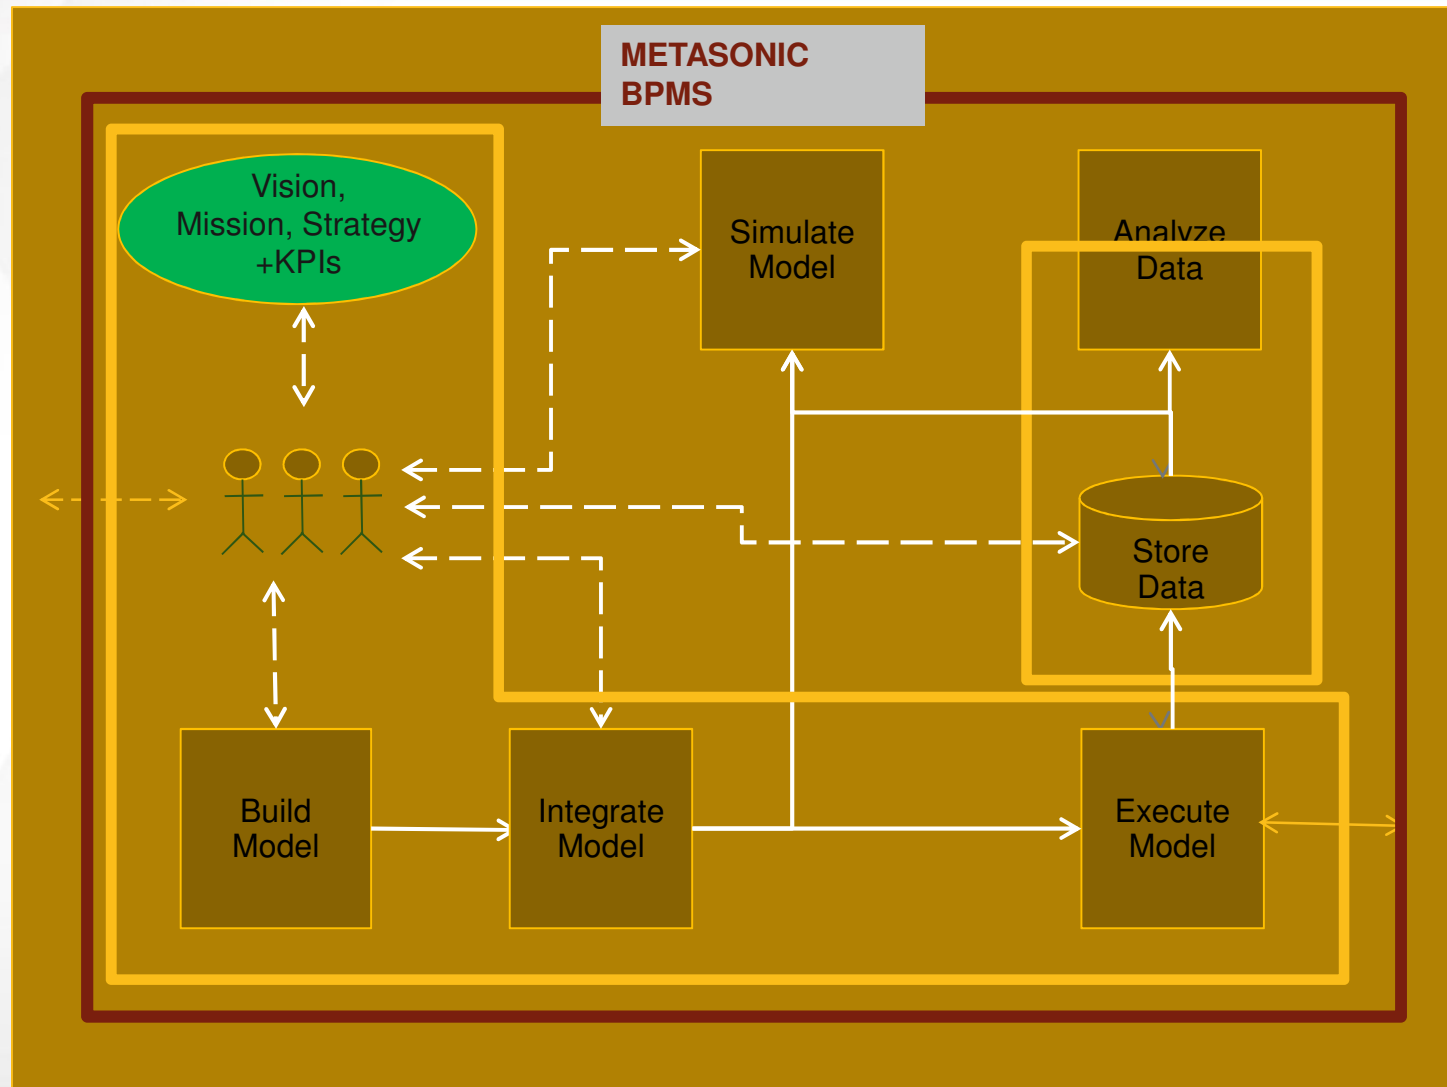 METASONIC
BPMS
Vision,
Mission, Strategy
+KPIs
Simulate
Model
Analyze
Data
Store
Data
Build
Model
Integrate
Model
Execute
Model